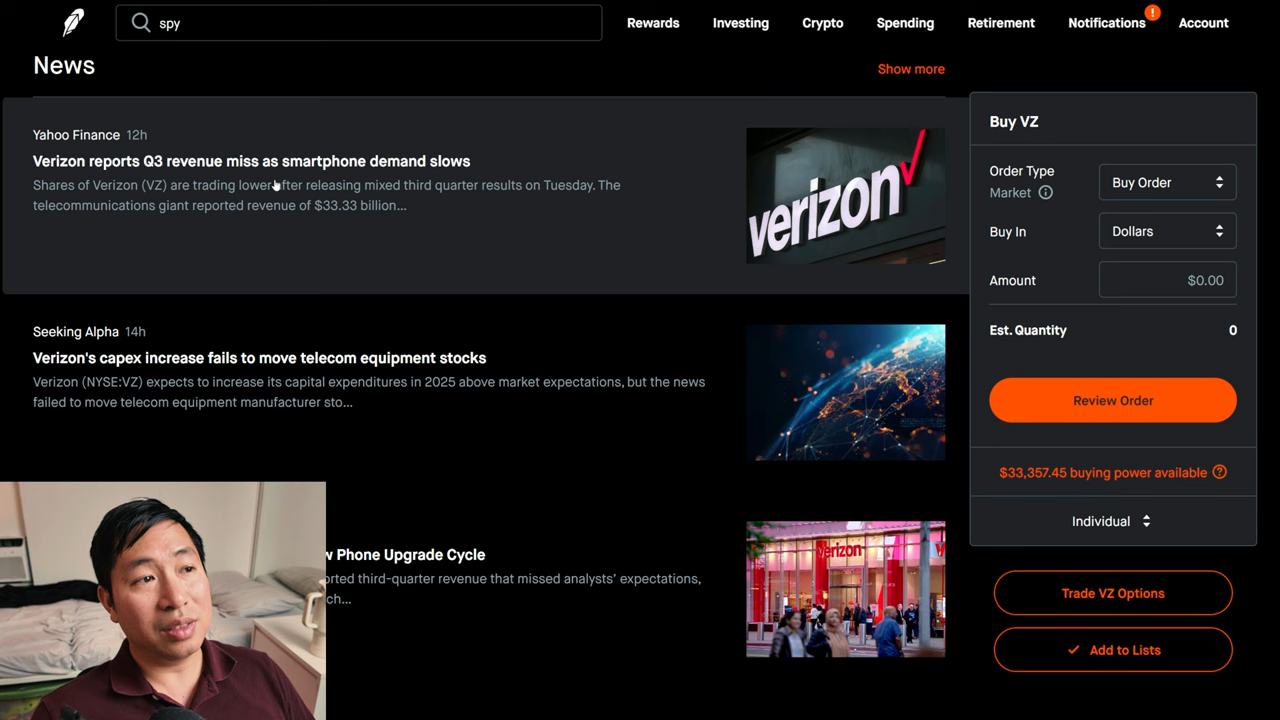 spy
Rewards
Investing
Crypto
Spending
Retirement
Notifications
!
Account
News
Show more
Yahoo Finance 12h
Verizon reports Q3 revenue miss as smartphone demand slows
Shares of Verizon (VZ) are trading lower after releasing mixed third quarter results on Tuesday. The
telecommunications giant reported revenue of $33.33 billion...
verizon
Seeking Alpha 14h
Verizon's capex increase fails to move telecom equipment stocks
Verizon (NYSE:VZ) expects to increase its capital expenditures in 2025 above market expectations, but the news
failed to move telecom equipment manufacturer sto...
w Phone Upgrade Cycle
orted third-quarter revenue that missed analysts' expectations,
ch...
verizon
Buy VZ
Order Type
Market
Buy Order
Buy In
Dollars
Amount
$0.00
Est. Quantity
0
Review Order
$33,357.45 buying power available
Individual
Trade VZ Options
Add to Lists